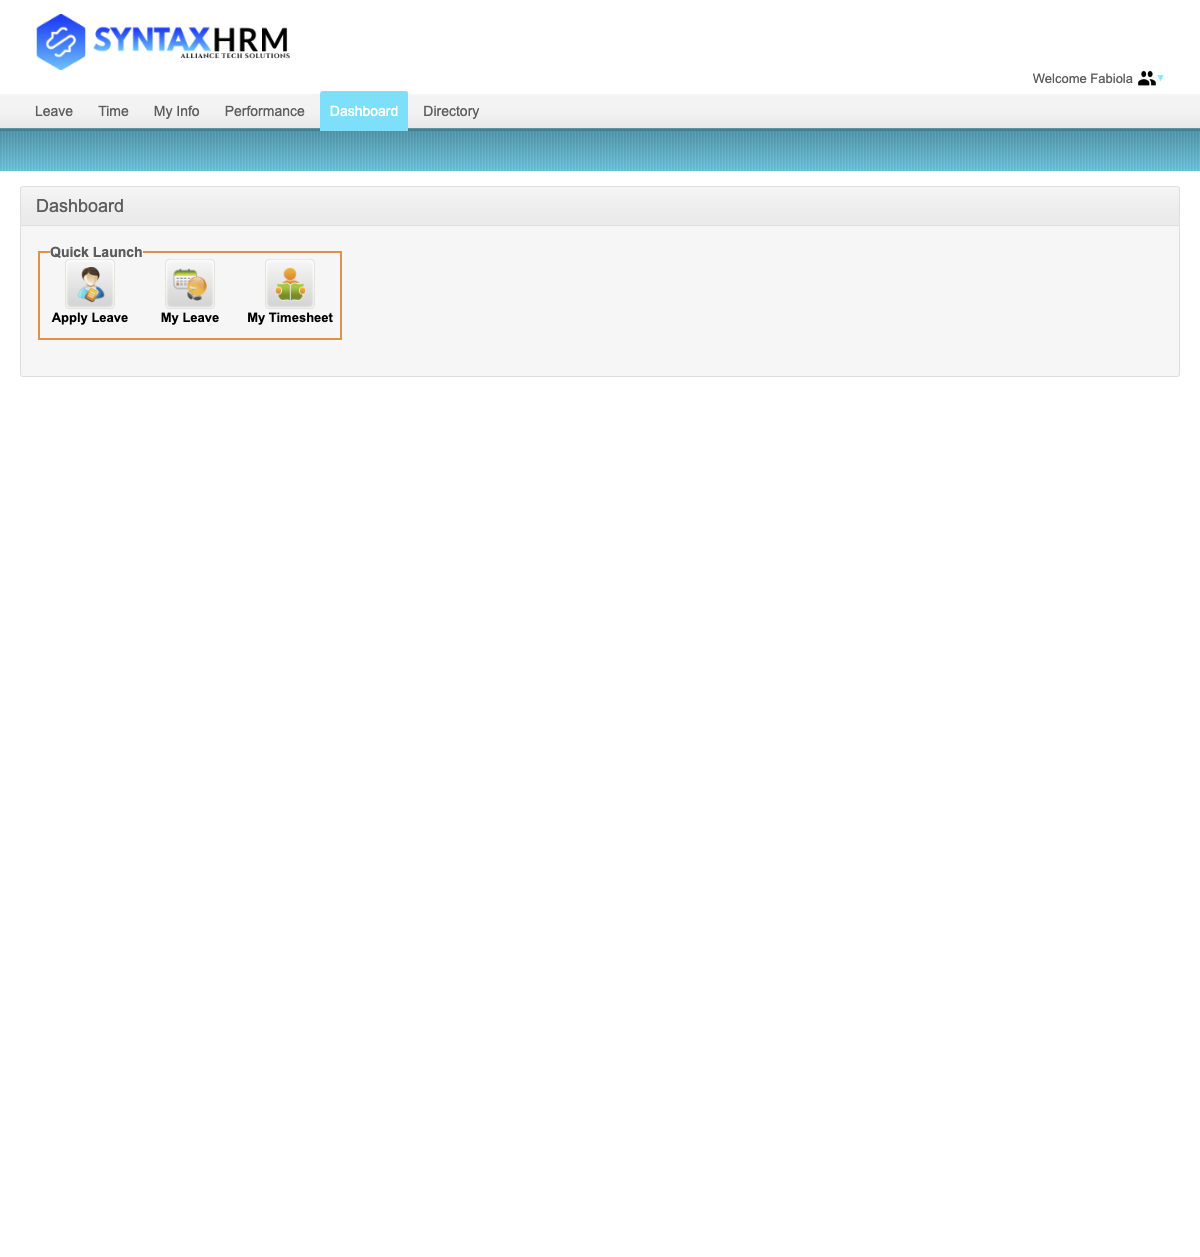 SYNTAXHRM
ALLIANCE TECH SOLUTIONS
Welcome Fabiola
Leave Time My Info Performance Dashboard Directory
Dashboard
Quick Launch
Apply Leave My Leave My Timesheet